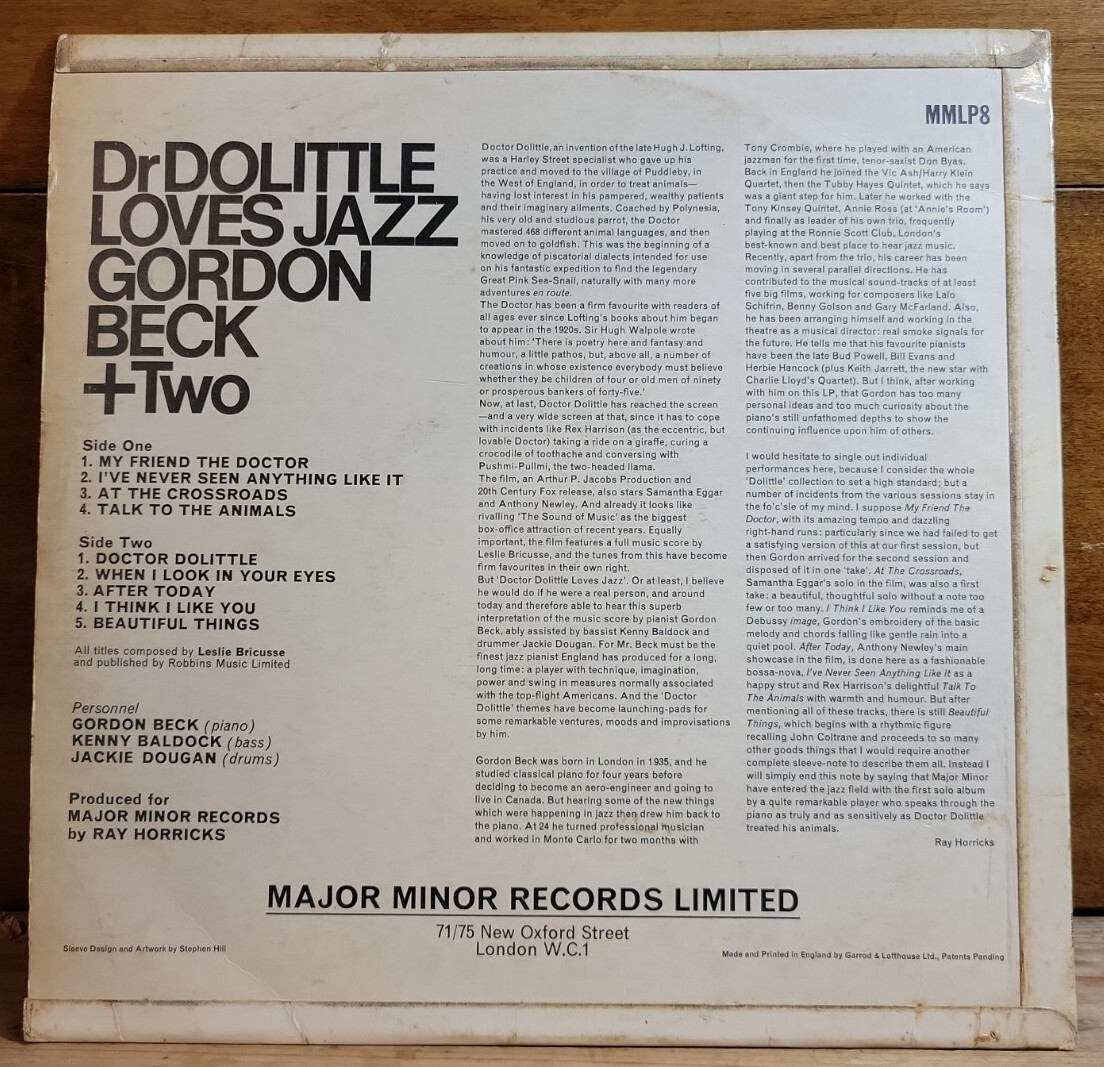 MMLP8
Dr DOLITTLE
LOVES JAZZ
GORDON
BECK
+Two
Side One
1. MY FRIEND THE DOCTOR
2. I'VE NEVER SEEN ANYTHING LIKE IT
3. AT THE CROSSROADS
4. TALK TO THE ANIMALS
Side Two
1. DOCTOR DOLITTLE
2. WHEN I LOOK IN YOUR EYES
3. AFTER TODAY
4. I THINK I LIKE YOU
5. BEAUTIFUL THINGS
All titles composed by Leslie Bricusse
and published by Robbins Music Limited
Personnel
GORDON BECK (piano)
KENNY BALDOCK (bass)
JACKIE DOUGAN (drums)
Produced for
MAJOR MINOR RECORDS
by RAY HORRICKS
Doctor Dolittle, an invention of the late Hugh J. Lofting,
was a Harley Street specialist who gave up his
practice and moved to the village of Puddleby, in
the West of England, in order to treat animals—
having lost interest in his pampered, wealthy patients
and their imaginary ailments. Coached by Polynesia,
his very old and studious parrot, the Doctor
mastered 468 different animal languages, and then
moved on to goldfish. This was the beginning of a
knowledge of piscatorial dialects intended for use
on his fantastic expedition to find the legendary
Great Pink Sea-Snail, naturally with many more
adventures en route.
The Doctor has been a firm favourite with readers of
all ages ever since Lofting's books about him began
to appear in the 1920s. Sir Hugh Walpole wrote
about him: 'There is poetry here and fantasy and
humour, a little pathos, but, above all, a number of
creations in whose existence everybody must believe
whether they be children of four or old men of ninety
or prosperous bankers of forty-five.'
Now, at last, Doctor Dolittle has reached the screen
—and a very wide screen at that, since it has to cope
with incidents like Rex Harrison (as the eccentric, but
lovable Doctor) taking a ride on a giraffe, curing a
crocodile of toothache and conversing with
Pushmi-Pullmi, the two-headed llama.
The film, an Arthur P. Jacobs Production and
20th Century Fox release, also stars Samantha Eggar
and Anthony Newley. And already it looks like
rivalling 'The Sound of Music' as the biggest
box-office attraction of recent years. Equally
important, the film features a full music score by
Leslie Bricusse, and the tunes from this have become
firm favourites in their own right.
But 'Doctor Dolittle Loves Jazz'. Or at least, I believe
he would do if he were a real person, and around
today and therefore able to hear this superb
interpretation of the music score by pianist Gordon
Beck, ably assisted by bassist Kenny Baldock and
drummer Jackie Dougan. For Mr. Beck must be the
finest jazz pianist England has produced for a long,
long time: a player with technique, imagination,
power and swing in measures normally associated
with the top-flight Americans. And the 'Doctor
Dolittle' themes have become launching-pads for
some remarkable ventures, moods and improvisations
by him.
Gordon Beck was born in London in 1935, and he
studied classical piano for four years before
deciding to become an aero-engineer and going to
live in Canada. But hearing some of the new things
which were happening in jazz then drew him back to
the piano. At 24 he turned professional musician
and worked in Monte Carlo for two months with
Tony Crombie, where he played with an American
jazzman for the first time, tenor-saxist Don Byas.
Back in England he joined the Vic Ash/Harry Klein
Quartet, then the Tubby Hayes Quintet, which he says
was a giant step for him. Later he worked with the
Tony Kinsey Quintet, Annie Ross (at 'Annie's Room')
and finally as leader of his own trio, frequently
playing at the Ronnie Scott Club, London's
best-known and best place to hear jazz music.
Recently, apart from the trio, his career has been
moving in several parallel directions. He has
contributed to the musical sound-tracks of at least
five big films, working for composers like Lalo
Schifrin, Benny Golson and Gary McFarland. Also,
he has been arranging himself and working in the
theatre as a musical director: real smoke signals for
the future. He tells me that his favourite pianists
have been the late Bud Powell, Bill Evans and
Herbie Hancock (plus Keith Jarrett, the new star with
Charlie Lloyd's Quartet). But I think, after working
with him on this LP, that Gordon has too many
personal ideas and too much curiosity about the
piano's still unfathomed depths to show the
continuing influence upon him of others.
I would hesitate to single out individual
performances here, because I consider the whole
'Dolittle' collection to set a high standard; but a
number of incidents from the various sessions stay in
the fo'c'sle of my mind. I suppose My Friend The
Doctor, with its amazing tempo and dazzling
right-hand runs: particularly since we had failed to get
a satisfying version of this at our first session, but
then Gordon arrived for the second session and
disposed of it in one 'take'. At The Crossroads,
Samantha Eggar's solo in the film, was also a first
take: a beautiful, thoughtful solo without a note too
few or too many. I Think I Like You reminds me of a
Debussy image, Gordon's embroidery of the basic
melody and chords falling like gentle rain into a
quiet pool. After Today, Anthony Newley's main
showcase in the film, is done here as a fashionable
bossa-nova, I've Never Seen Anything Like It as a
happy strut and Rex Harrison's delightful Talk To
The Animals with warmth and humour. But after
mentioning all of these tracks, there is still Beautiful
Things, which begins with a rhythmic figure
recalling John Coltrane and proceeds to so many
other goods things that I would require another
complete sleeve-note to describe them all. Instead I
will simply end this note by saying that Major Minor
have entered the jazz field with the first solo album
by a quite remarkable player who speaks through the
piano as truly and as sensitively as Doctor Dolittle
treated his animals.
Ray Horricks
MAJOR MINOR RECORDS LIMITED
71/75 New Oxford Street
London W.C.1
Sleeve Design and Artwork by Stephen Hill
Made and Printed in England by Garrod & Lofthouse Ltd., Patents Pending